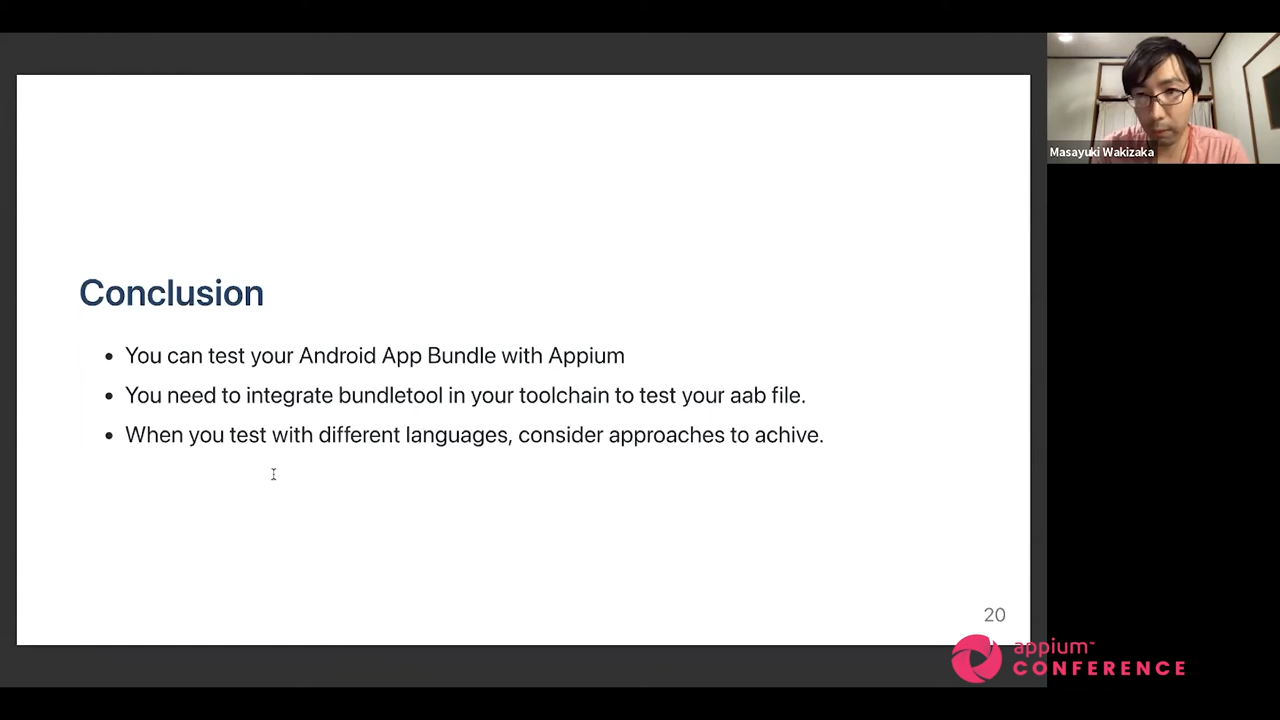 Masayuki Wakizaka
Conclusion
• You can test your Android App Bundle with Appium
• You need to integrate bundletool in your toolchain to test your aab file.
• When you test with different languages, consider approaches to achive.
20
appium™
CONFERENCE